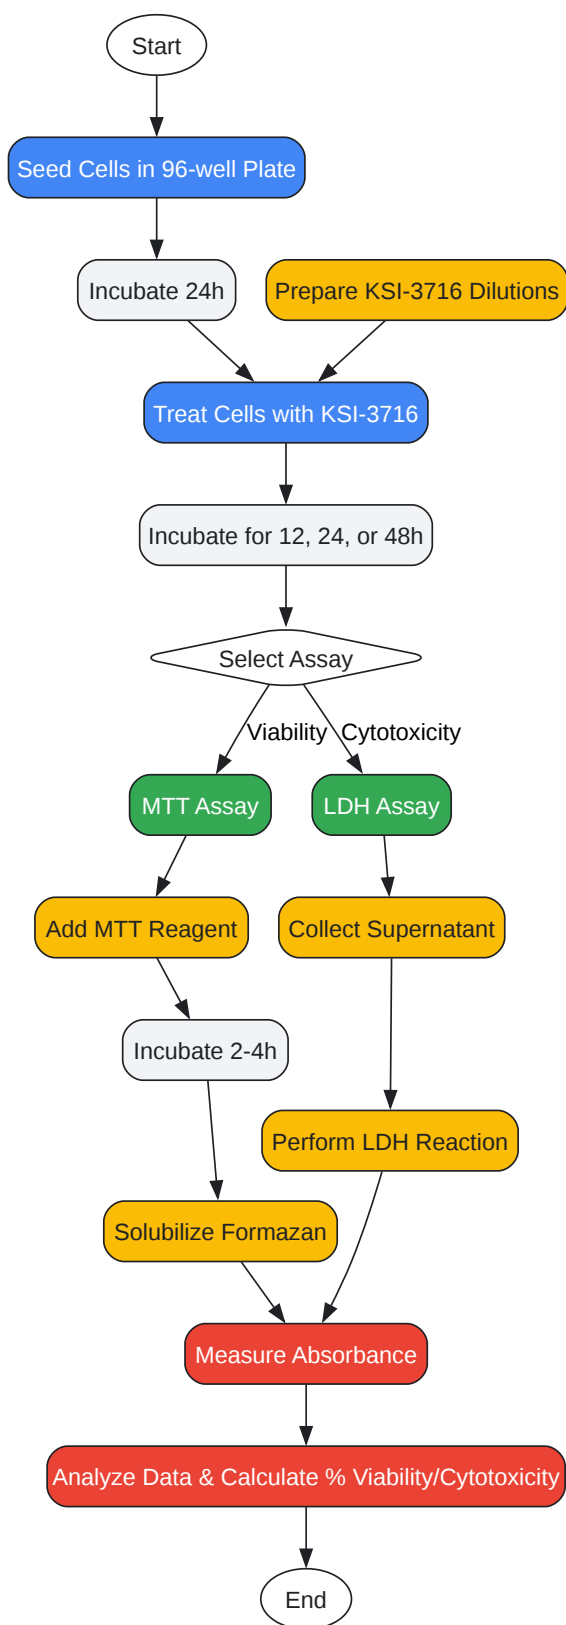 Start
Seed Cells in 96-well Plate
Incubate 24h
Prepare KSI-3716 Dilutions
Treat Cells with KSI-3716
Incubate for 12, 24, or 48h
Select Assay
Viability
Cytotoxicity
MTT Assay
LDH Assay
Add MTT Reagent
Collect Supernatant
Incubate 2-4h
Perform LDH Reaction
Solubilize Formazan
Measure Absorbance
Analyze Data & Calculate % Viability/Cytotoxicity
End